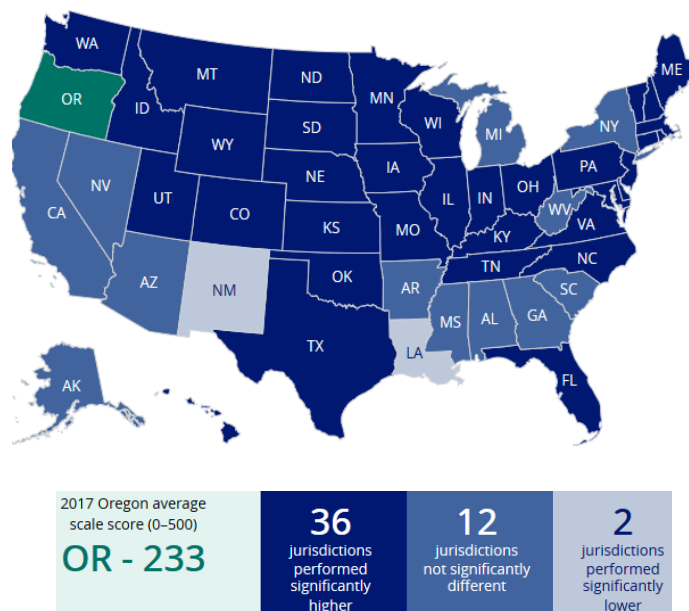 WA
ME
MT
ND
MN
OR
ID
WI
NY
SD
MI
WY
IA
PA
NE
NV
OH
IL
IN
UT
WV
CO
CA
VA
KS
MO
KY
NC
TN
OK
AZ
AR
NM
SC
MS
AL
GA
LA
TX
AK
FL
2017 Oregon average
scale score (0–500)
OR - 233
36
jurisdictions
performed
significantly
higher
12
jurisdictions
not significantly
different
2
jurisdictions
performed
significantly
lower